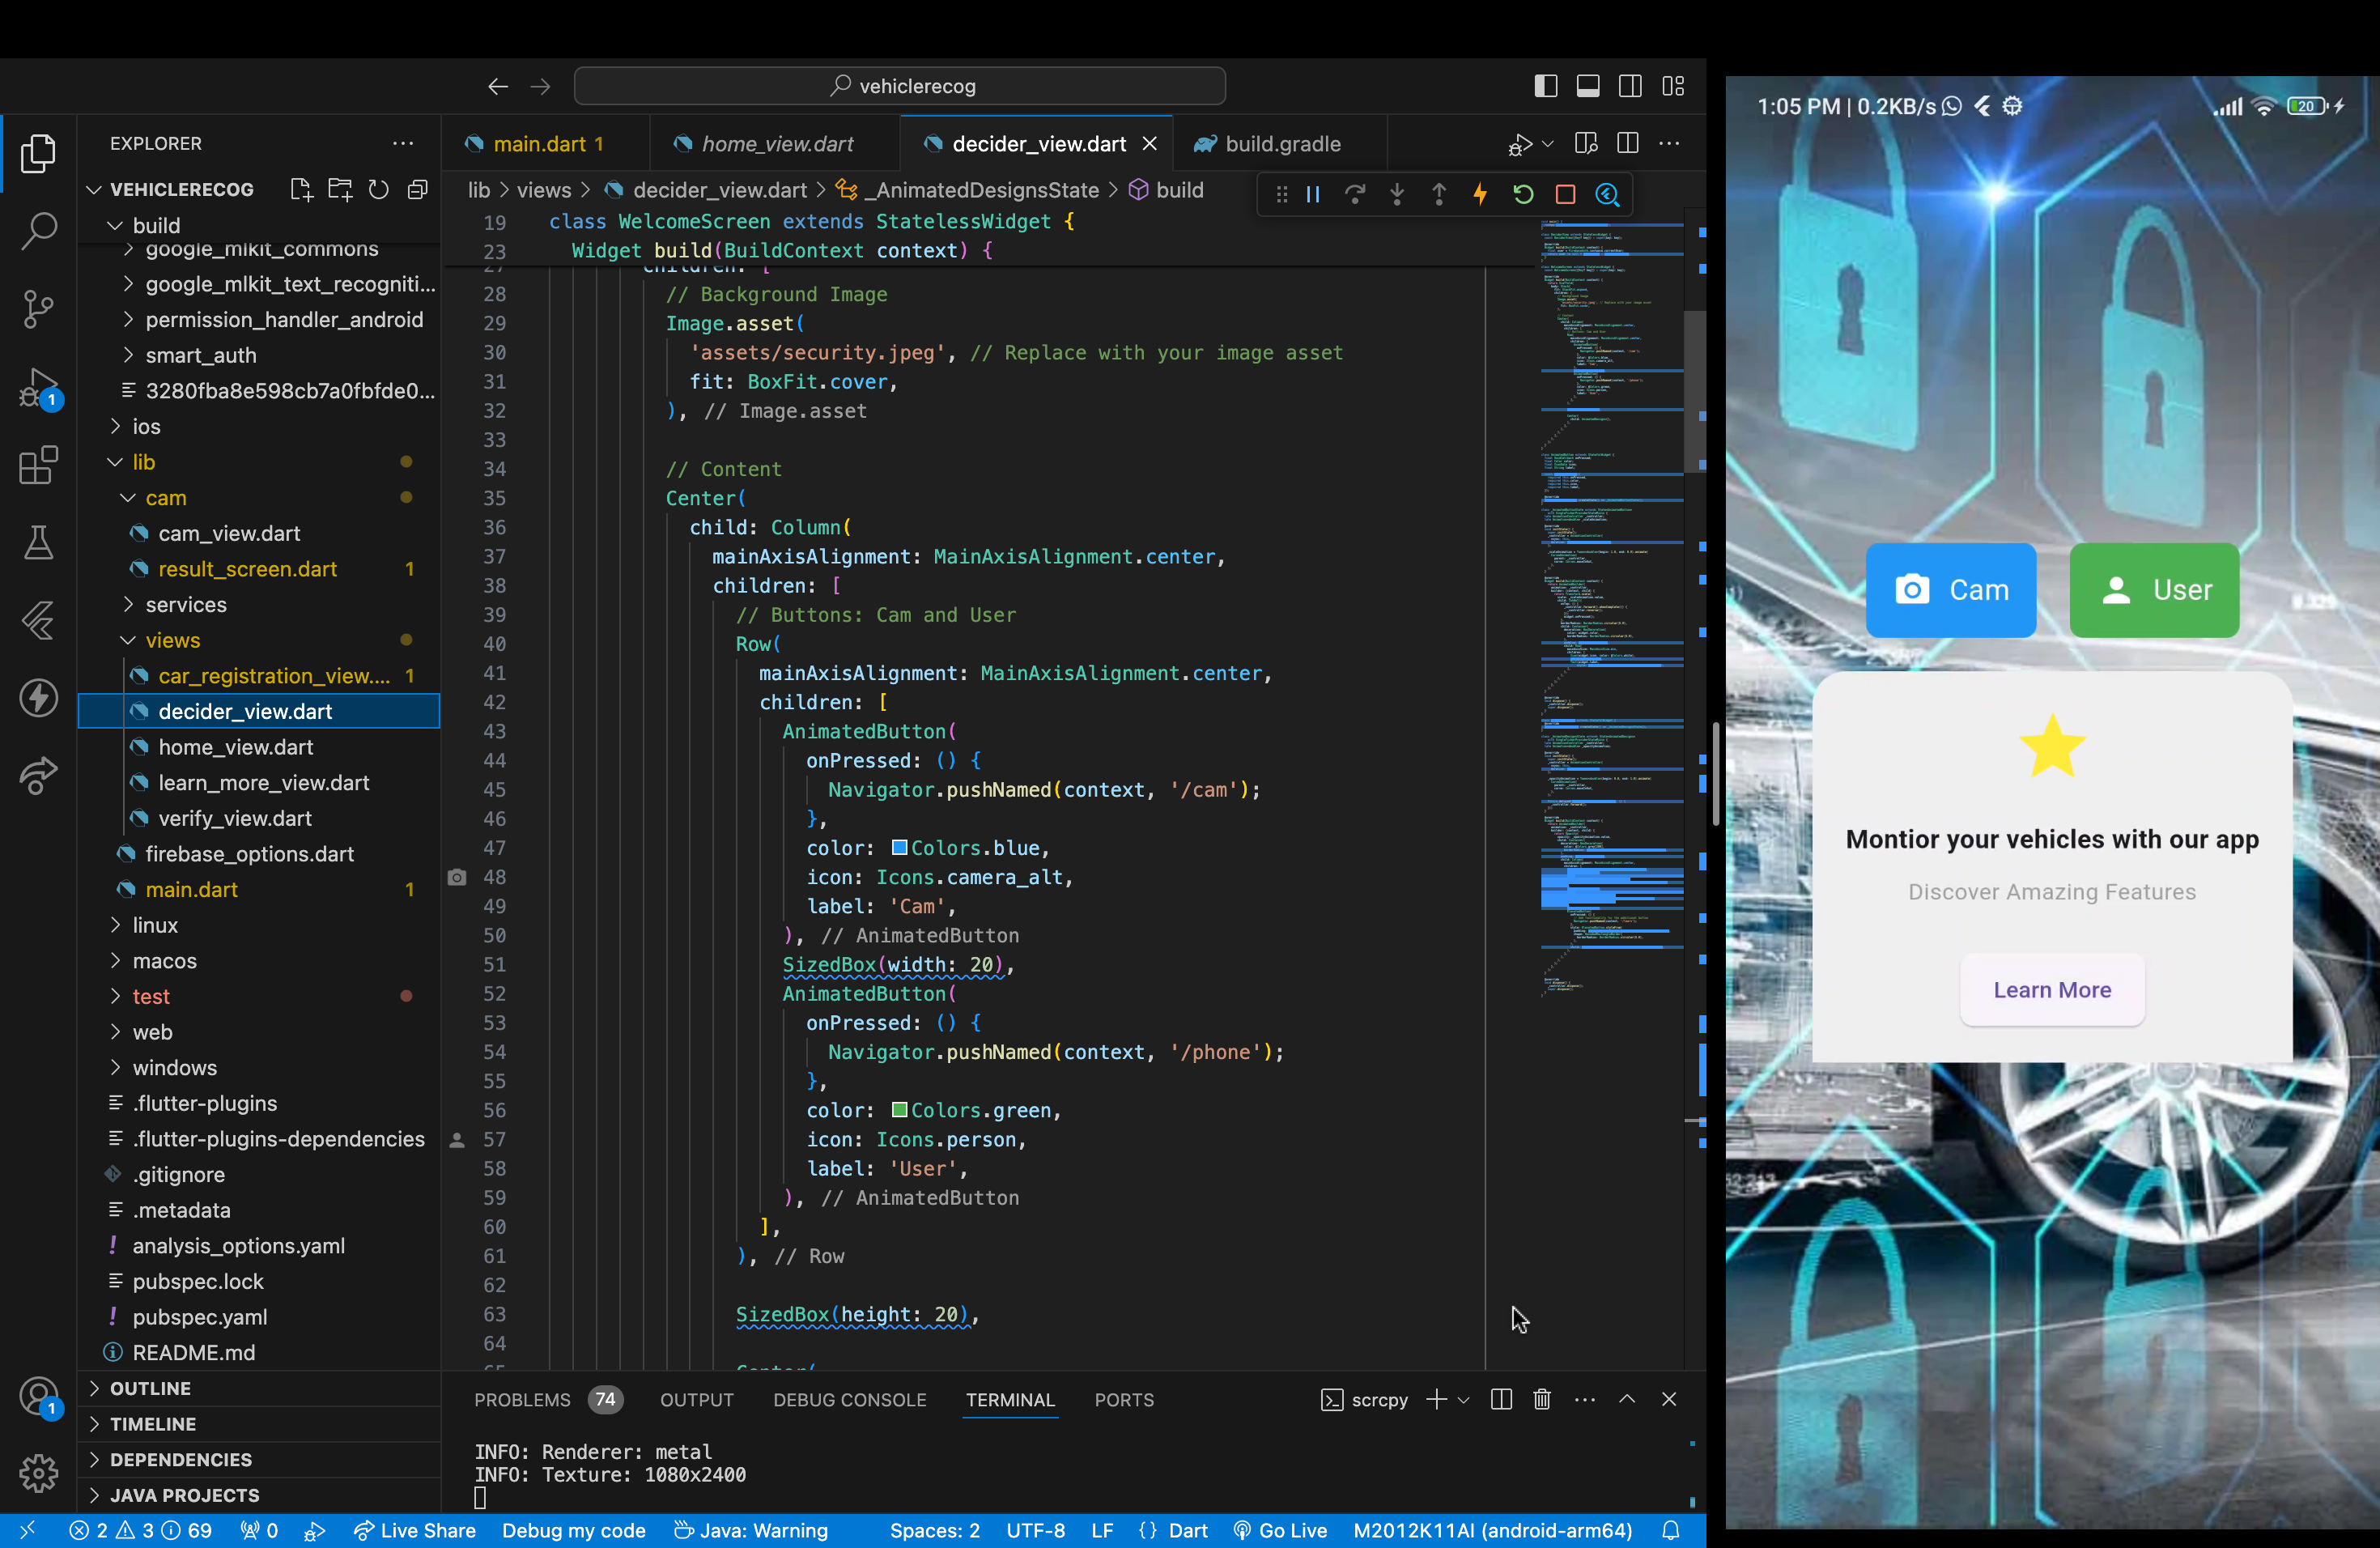 vehiclerecog
EXPLORER
VEHICLERECOG
build
google_mlkit_commons
google_mlkit_text_recogniti...
permission_handler_android
smart_auth
3280fba8e598cb7a0fbfde0...
ios
lib
cam
cam_view.dart
result_screen.dart 1
services
views
car_registration_view.... 1
decider_view.dart
home_view.dart
learn_more_view.dart
verify_view.dart
firebase_options.dart
main.dart 1
linux
macos
test
web
windows
.flutter-plugins
.flutter-plugins-dependencies
.gitignore
.metadata
analysis_options.yaml
pubspec.lock
pubspec.yaml
README.md
OUTLINE
TIMELINE
DEPENDENCIES
JAVA PROJECTS
1
1
main.dart 1 home_view.dart decider_view.dart build.gradle
lib > views > decider_view.dart > _AnimatedDesignsState > build
19 class WelcomeScreen extends StatelessWidget {
23 Widget build(BuildContext context) {
27 children: [
28 // Background Image
29 Image.asset(
30 'assets/security.jpeg', // Replace with your image asset
31 fit: BoxFit.cover,
32 ), // Image.asset
33
34 // Content
35 Center(
36 child: Column(
37 mainAxisAlignment: MainAxisAlignment.center,
38 children: [
39 // Buttons: Cam and User
40 Row(
41 mainAxisAlignment: MainAxisAlignment.center,
42 children: [
43 AnimatedButton(
44 onPressed: () {
45 Navigator.pushNamed(context, '/cam');
46 },
47 color: Colors.blue,
48 icon: Icons.camera_alt,
49 label: 'Cam',
50 ), // AnimatedButton
51 SizedBox(width: 20),
52 AnimatedButton(
53 onPressed: () {
54 Navigator.pushNamed(context, '/phone');
55 },
56 color: Colors.green,
57 icon: Icons.person,
58 label: 'User',
59 ), // AnimatedButton
60 ],
61 ), // Row
62
63 SizedBox(height: 20),
64
65 Center(
PROBLEMS 74 OUTPUT DEBUG CONSOLE TERMINAL PORTS scrcpy
INFO: Renderer: metal
INFO: Texture: 1080x2400
2 3 69 0 Live Share Debug my code Java: Warning Spaces: 2 UTF-8 LF {} Dart Go Live M2012K11AI (android-arm64)
1:05 PM | 0.2KB/s 20
Cam User
Montior your vehicles with our app
Discover Amazing Features
Learn More